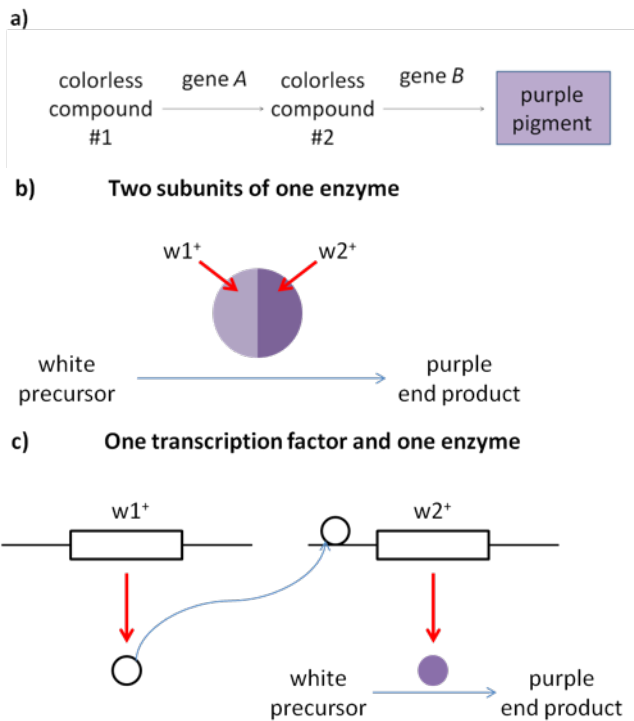 a)
colorless compound #1
gene A
colorless compound #2
gene B
purple pigment
b) Two subunits of one enzyme
w1⁺ w2⁺
white precursor
purple end product
c) One transcription factor and one enzyme
w1⁺ w2⁺
white precursor
purple end product